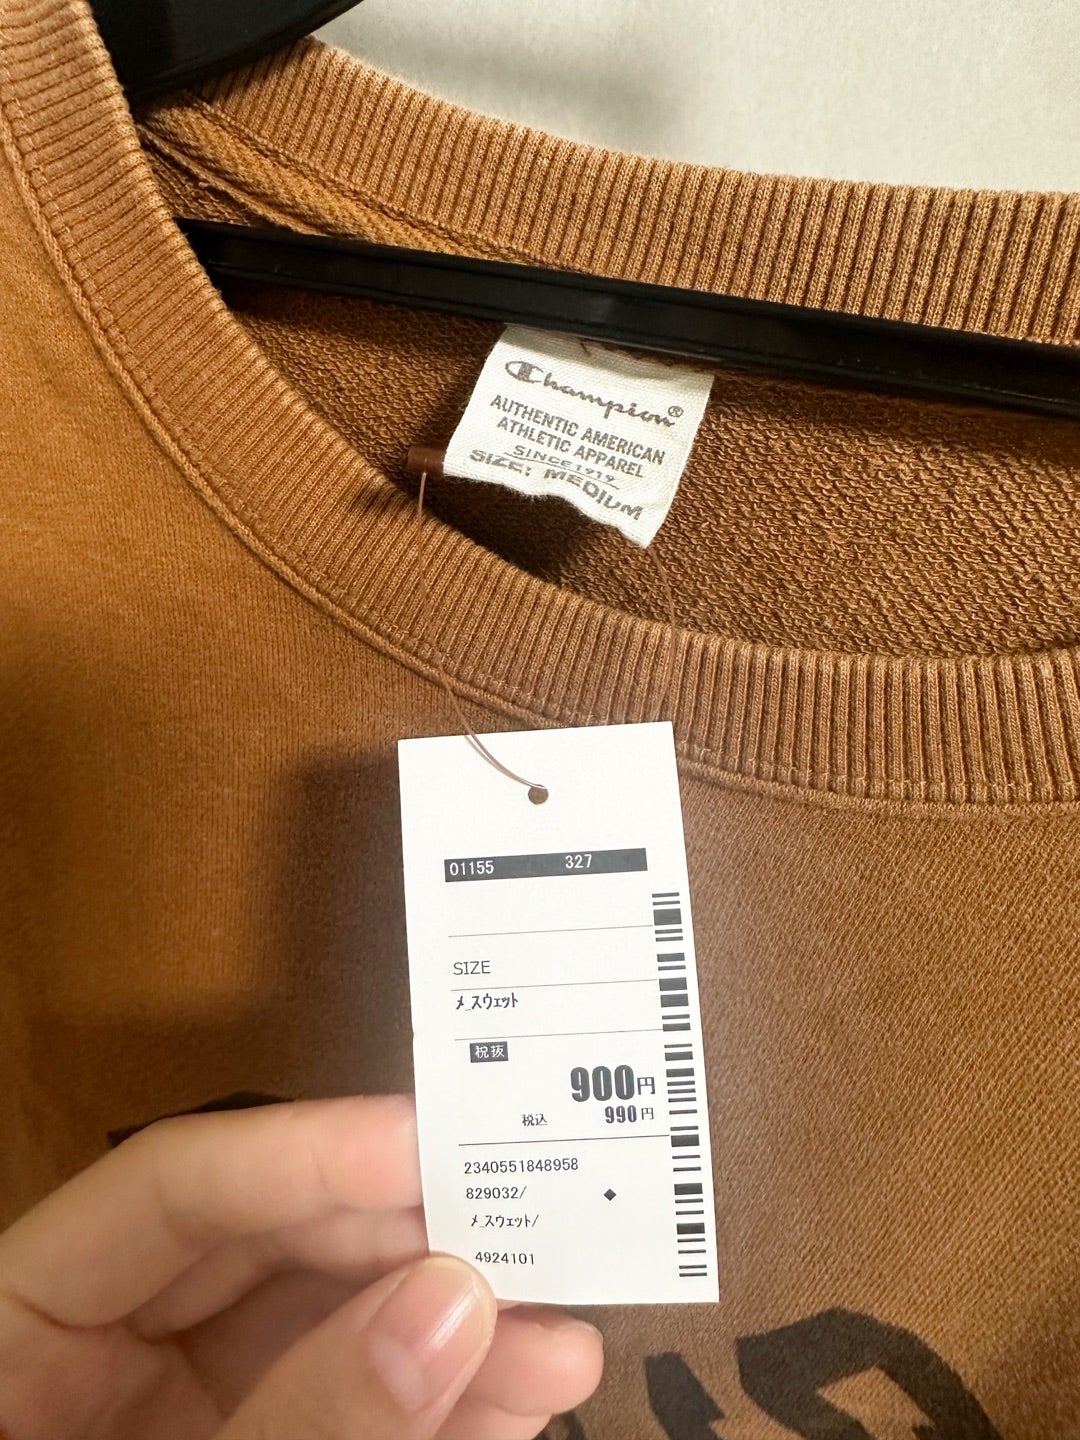 Champion®
AUTHENTIC AMERICAN
ATHLETIC APPAREL
SINCE 1919
SIZE: MEDIUM
01155 327
SIZE
メ_スウェット
税抜
900円
税込 990円
2340551848958
829032/ ◆
メ_スウェット/
4924101